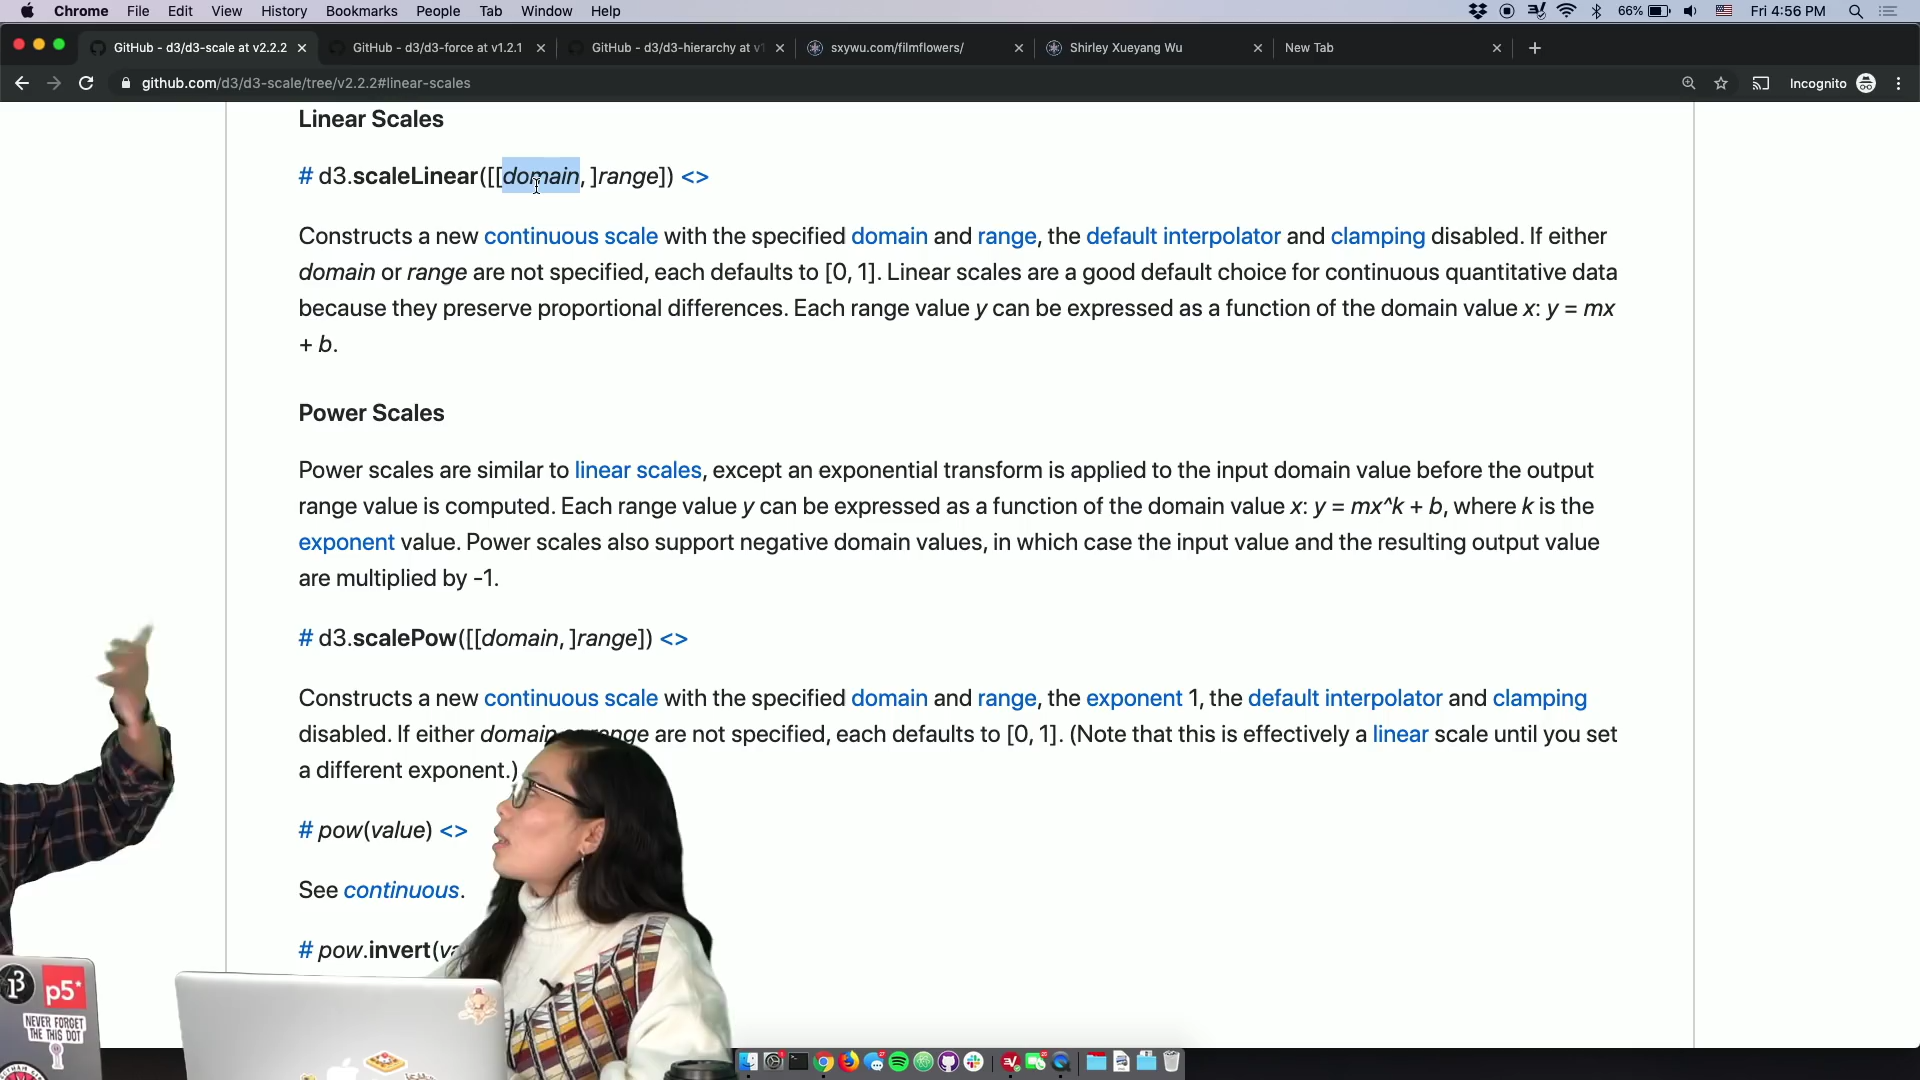 Chrome File Edit View History Bookmarks People Tab Window Help 66% Fri 4:56 PM
GitHub - d3/d3-scale at v2.2.2 GitHub - d3/d3-force at v1.2.1 GitHub - d3/d3-hierarchy at v1 sxywu.com/filmflowers/ Shirley Xueyang Wu New Tab
github.com/d3/d3-scale/tree/v2.2.2#linear-scales Incognito
Linear Scales
# d3.scaleLinear([[domain, ]range]) <>
Constructs a new continuous scale with the specified domain and range, the default interpolator and clamping disabled. If either
domain or range are not specified, each defaults to [0, 1]. Linear scales are a good default choice for continuous quantitative data
because they preserve proportional differences. Each range value y can be expressed as a function of the domain value x: y = mx
+ b.
Power Scales
Power scales are similar to linear scales, except an exponential transform is applied to the input domain value before the output
range value is computed. Each range value y can be expressed as a function of the domain value x: y = mx^k + b, where k is the
exponent value. Power scales also support negative domain values, in which case the input value and the resulting output value
are multiplied by -1.
# d3.scalePow([[domain, ]range]) <>
Constructs a new continuous scale with the specified domain and range, the exponent 1, the default interpolator and clamping
disabled. If either domain or range are not specified, each defaults to [0, 1]. (Note that this is effectively a linear scale until you set
a different exponent.)
# pow(value) <>
See continuous.
# pow.invert(va
p5*
NEVER FORGET
THE THIS DOT